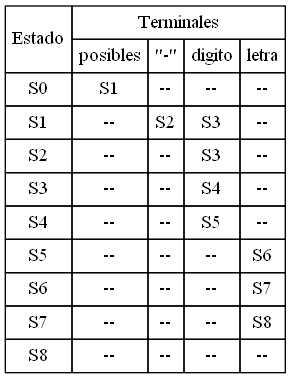 Estado Terminales
posibles "-" digito letra
S0 S1 -- -- --
S1 -- S2 S3 --
S2 -- -- S3 --
S3 -- -- S4 --
S4 -- -- S5 --
S5 -- -- -- S6
S6 -- -- -- S7
S7 -- -- -- S8
S8 -- -- -- --